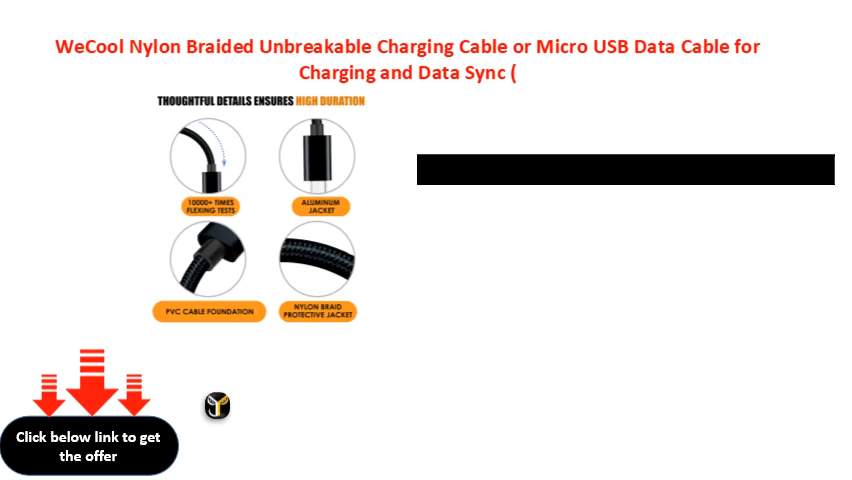 WeCool Nylon Braided Unbreakable Charging Cable or Micro USB Data Cable for
Charging and Data Sync (
THOUGHTFUL DETAILS ENSURES HIGH DURATION
10000+ TIMES
FLEXING TESTS
ALUMINUM
JACKET
PVC CABLE FOUNDATION
NYLON BRAID
PROTECTIVE JACKET
Click below link to get
the offer